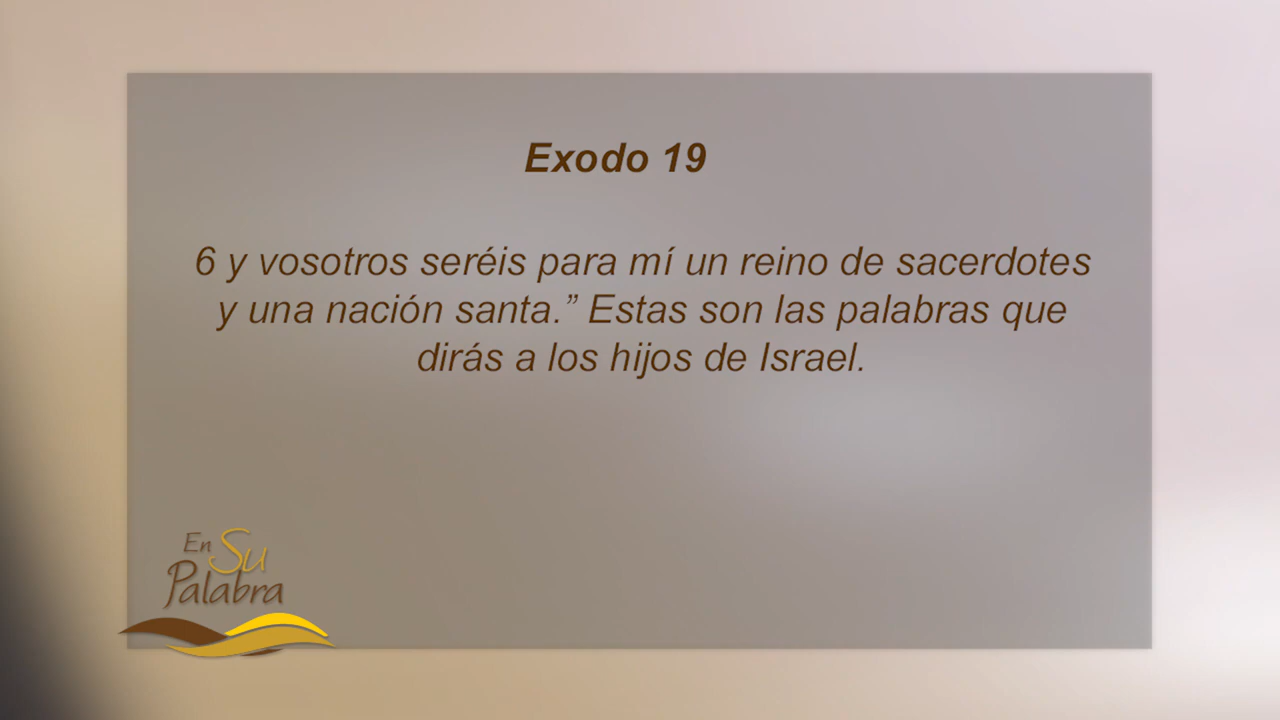 Exodo 19
6 y vosotros seréis para mí un reino de sacerdotes
y una nación santa.” Estas son las palabras que
dirás a los hijos de Israel.
En Su
Palabra